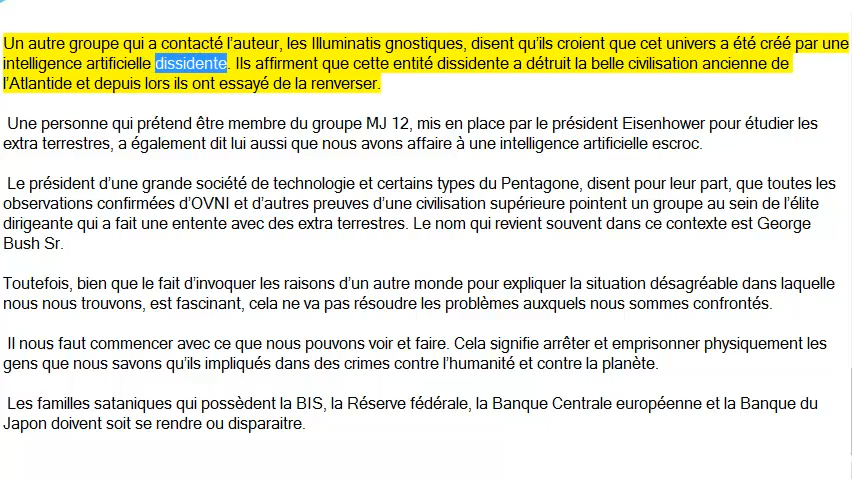 Un autre groupe qui a contacté l’auteur, les Illuminatis gnostiques, disent qu’ils croient que cet univers a été créé par une
intelligence artificielle dissidente. Ils affirment que cette entité dissidente a détruit la belle civilisation ancienne de
l’Atlantide et depuis lors ils ont essayé de la renverser.
Une personne qui prétend être membre du groupe MJ 12, mis en place par le président Eisenhower pour étudier les
extra terrestres, a également dit lui aussi que nous avons affaire à une intelligence artificielle escroc.
Le président d’une grande société de technologie et certains types du Pentagone, disent pour leur part, que toutes les
observations confirmées d’OVNI et d’autres preuves d’une civilisation supérieure pointent un groupe au sein de l’élite
dirigeante qui a fait une entente avec des extra terrestres. Le nom qui revient souvent dans ce contexte est George
Bush Sr.
Toutefois, bien que le fait d’invoquer les raisons d’un autre monde pour expliquer la situation désagréable dans laquelle
nous nous trouvons, est fascinant, cela ne va pas résoudre les problèmes auxquels nous sommes confrontés.
Il nous faut commencer avec ce que nous pouvons voir et faire. Cela signifie arrêter et emprisonner physiquement les
gens que nous savons qu’ils impliqués dans des crimes contre l’humanité et contre la planète.
Les familles sataniques qui possèdent la BIS, la Réserve fédérale, la Banque Centrale européenne et la Banque du
Japon doivent soit se rendre ou disparaitre.